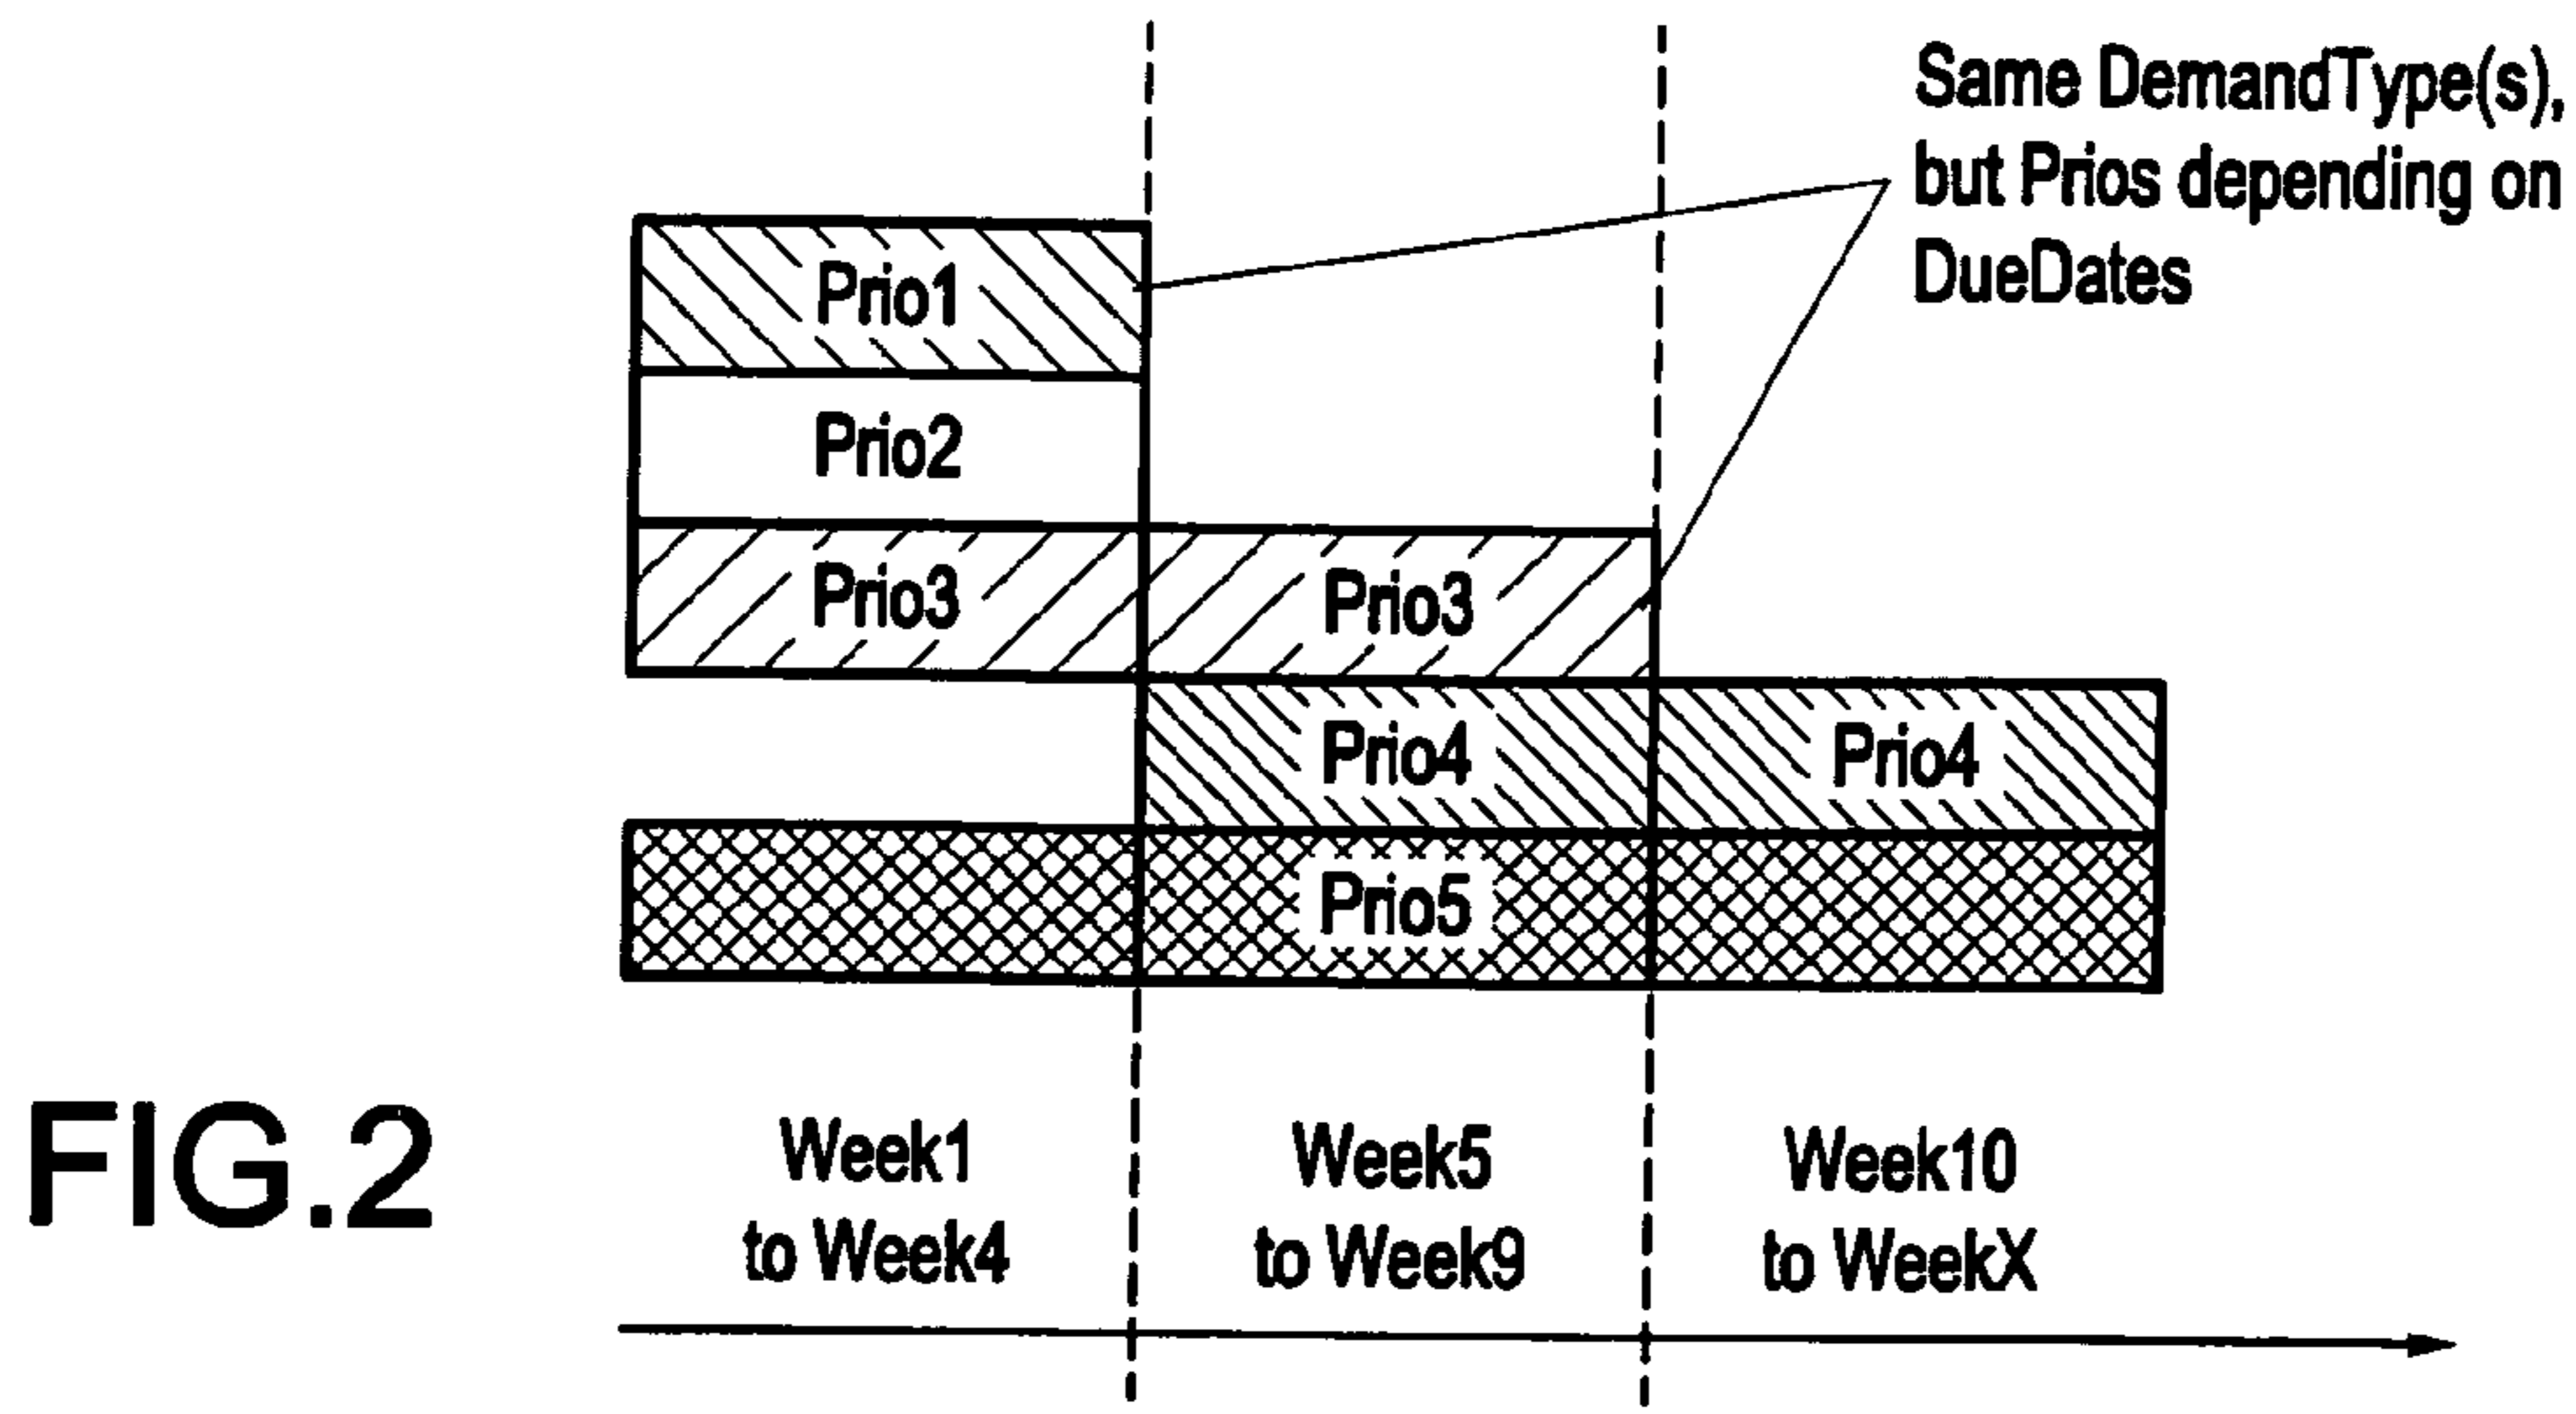 Same DemandType(s),
but Prios depending on
DueDates
Prio1
Prio2
Prio3 Prio3
Prio4 Prio4
Prio5
Week1 Week5 Week10
to Week4 to Week9 to WeekX
FIG.2